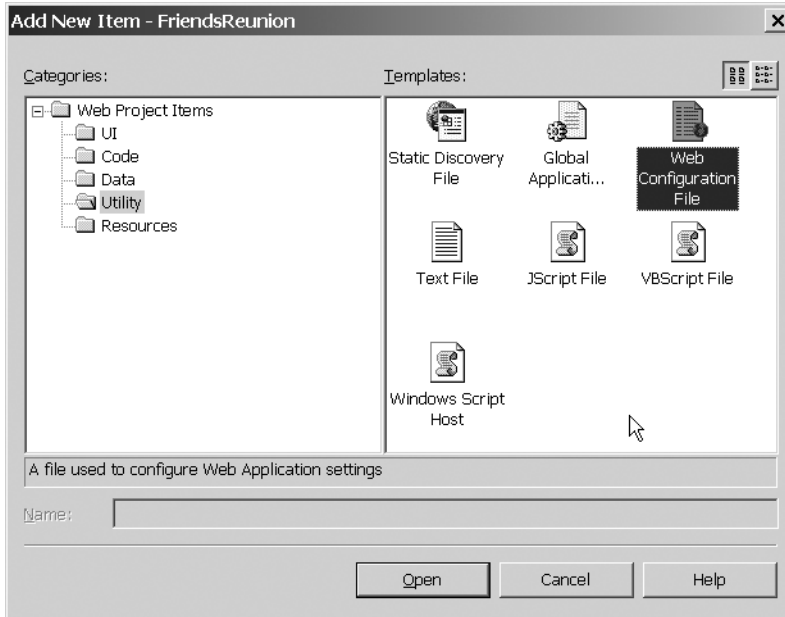 Add New Item - FriendsReunion
Categories:
Templates:
Web Project Items
UI
Code
Data
Utility
Resources
Static Discovery
File
Global
Applicati...
Web
Configuration
File
Text File
JScript File
VBScript File
Windows Script
Host
A file used to configure Web Application settings
Name:
Open
Cancel
Help